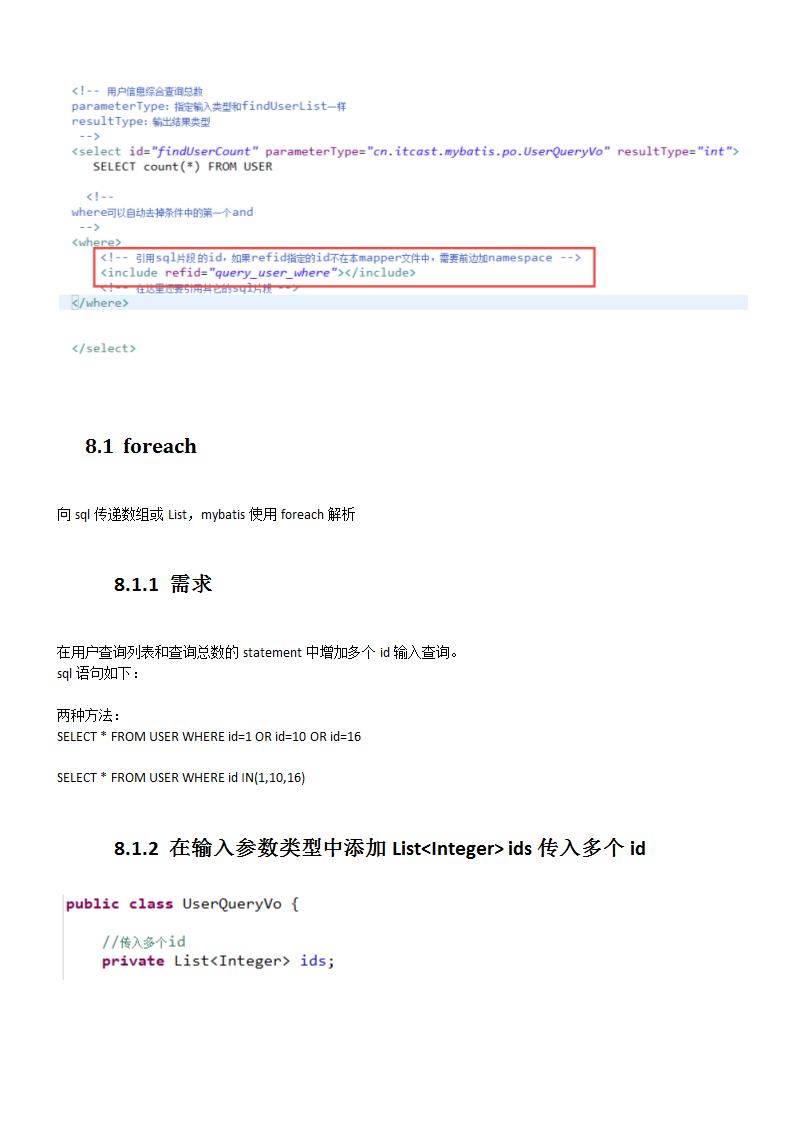 <!-- 用户信息综合查询总数
parameterType：指定输入类型和findUserList一样
resultType：输出结果类型
-->
<select id="findUserCount" parameterType="cn.itcast.mybatis.po.UserQueryVo" resultType="int">
SELECT count(*) FROM USER
<!--
where可以自动去掉条件中的第一个and
-->
<where>
<!-- 引用sql片段 的id，如果refid指定的id不在本mapper文件中，需要前边加namespace -->
<include refid="query_user_where"></include>
<!-- 在这里还要引用其它的sql片段 -->
</where>
</select>
8.1 foreach
向 sql 传递数组或 List，mybatis 使用 foreach 解析
8.1.1 需求
在用户查询列表和查询总数的 statement 中增加多个 id 输入查询。
sql 语句如下：
两种方法：
SELECT * FROM USER WHERE id=1 OR id=10 OR id=16
SELECT * FROM USER WHERE id IN(1,10,16)
8.1.2 在输入参数类型中添加 List<Integer> ids 传入多个 id
public class UserQueryVo {
//传入多个id
private List<Integer> ids;